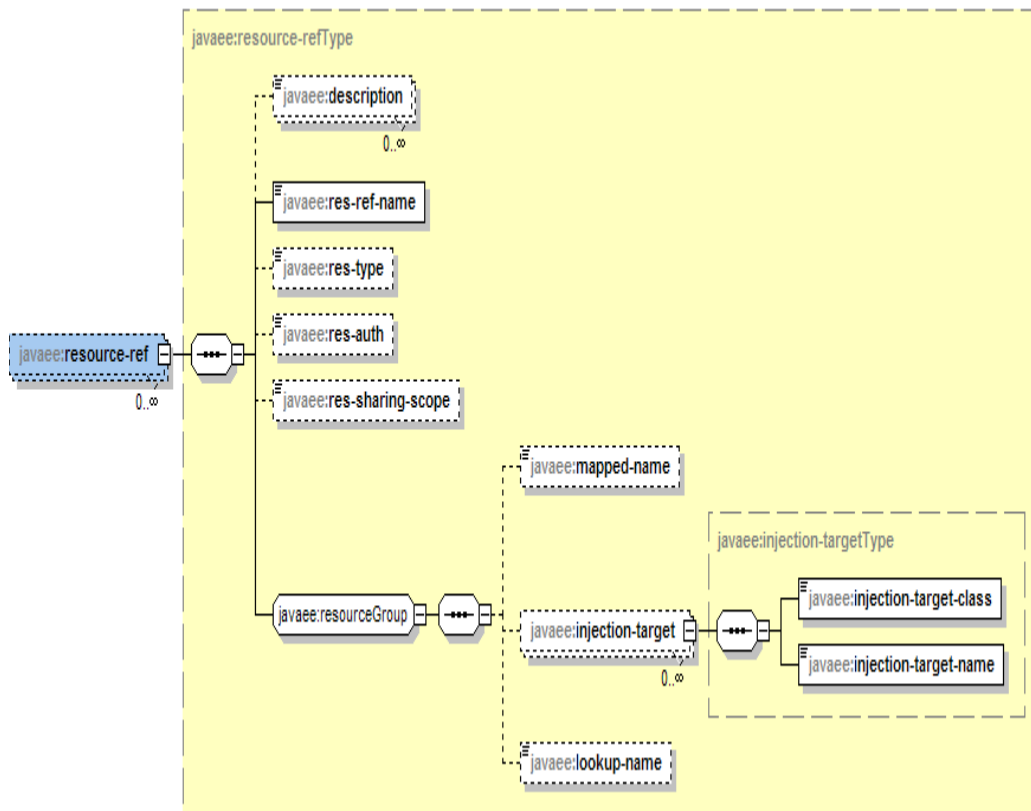 javaee:resource-refType
javaee:description
0..∞
javaee:res-ref-name
javaee:res-type
javaee:res-auth
javaee:resource-ref
0..∞
javaee:res-sharing-scope
javaee:mapped-name
javaee:injection-targetType
javaee:injection-target-class
javaee:resourceGroup
javaee:injection-target
0..∞
javaee:injection-target-name
javaee:lookup-name